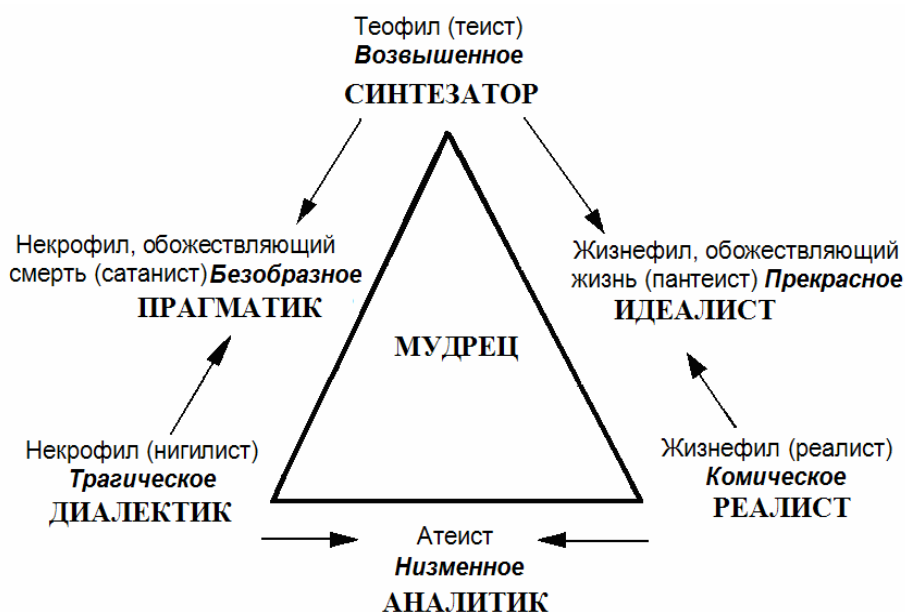 Теофил (теист)
Возвышенное
СИНТЕЗАТОР
Некрофил, обожествляющий
смерть (сатанист) Безобразное
ПРАГМАТИК
Жизнефил, обожествляющий
жизнь (пантеист) Прекрасное
ИДЕАЛИСТ
МУДРЕЦ
Некрофил (нигилист)
Трагическое
ДИАЛЕКТИК
Жизнефил (реалист)
Комическое
РЕАЛИСТ
Атеист
Низменное
АНАЛИТИК